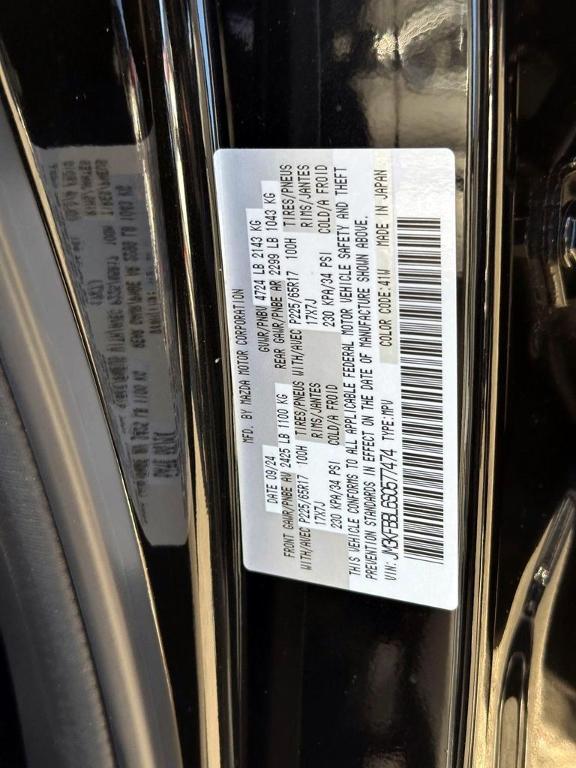 MFD. BY MAZDA MOTOR CORPORATION
DATE 09/24 GVWR/PNBV 4724 LB 2143 KG
FRONT GAWR/PNBE AV 2425 LB 1100 KG REAR GAWR/PNBE AR 2299 LB 1043 KG
WITH/AVEC P225/65R17 100H TIRES/PNEUS WITH/AVEC P225/65R17 100H TIRES/PNEUS
17X7J RIMS/JANTES 17X7J RIMS/JANTES
230 KPA/34 PSI COLD/A FROID 230 KPA/34 PSI COLD/A FROID
THIS VEHICLE CONFORMS TO ALL APPLICABLE FEDERAL MOTOR VEHICLE SAFETY AND THEFT
PREVENTION STANDARDS IN EFFECT ON THE DATE OF MANUFACTURE SHOWN ABOVE.
VIN: JM3KFBBL6S0577474 TYPE:MPV COLOR CODE:41W MADE IN JAPAN